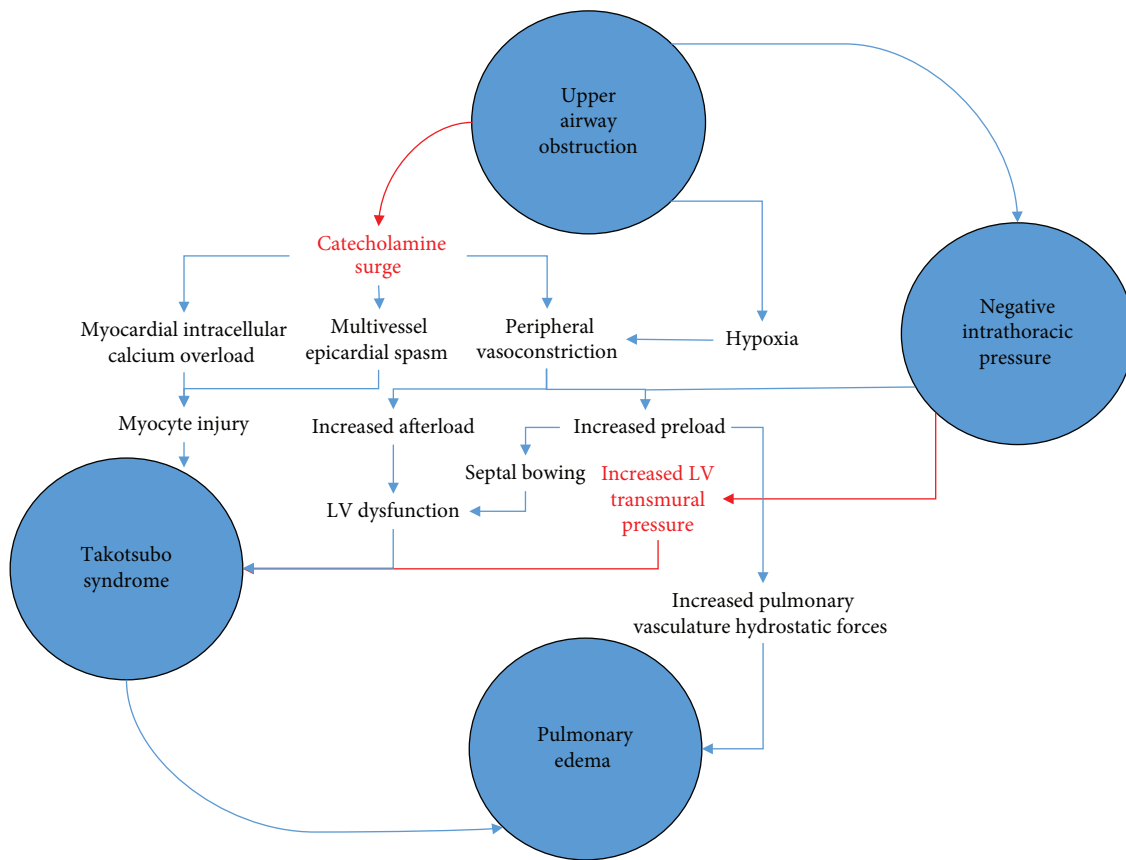 Upper
airway
obstruction
Catecholamine
surge
Negative
intrathoracic
pressure
Myocardial intracellular
calcium overload
Multivessel
epicardial spasm
Peripheral
vasoconstriction
Hypoxia
Myocyte injury
Increased afterload
Increased preload
Septal bowing
Increased LV
transmural
pressure
LV dysfunction
Takotsubo
syndrome
Increased pulmonary
vasculature hydrostatic forces
Pulmonary
edema